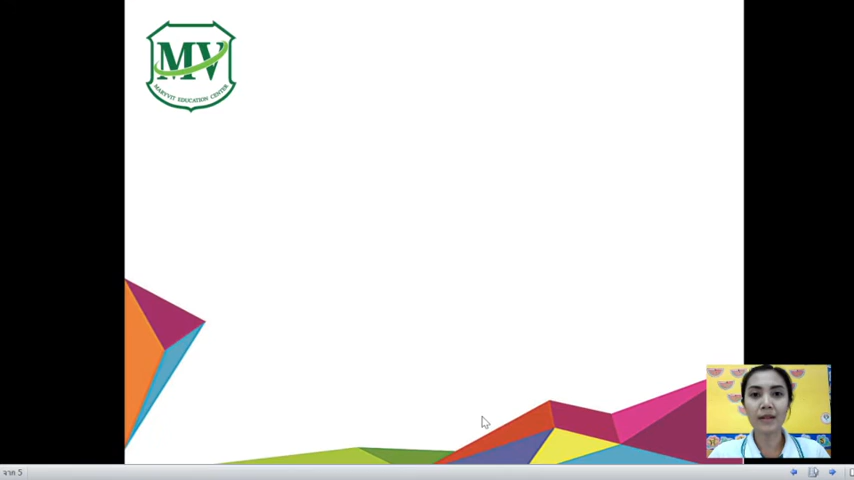 MV
MARYVIT EDUCATION CENTER
จาก 5